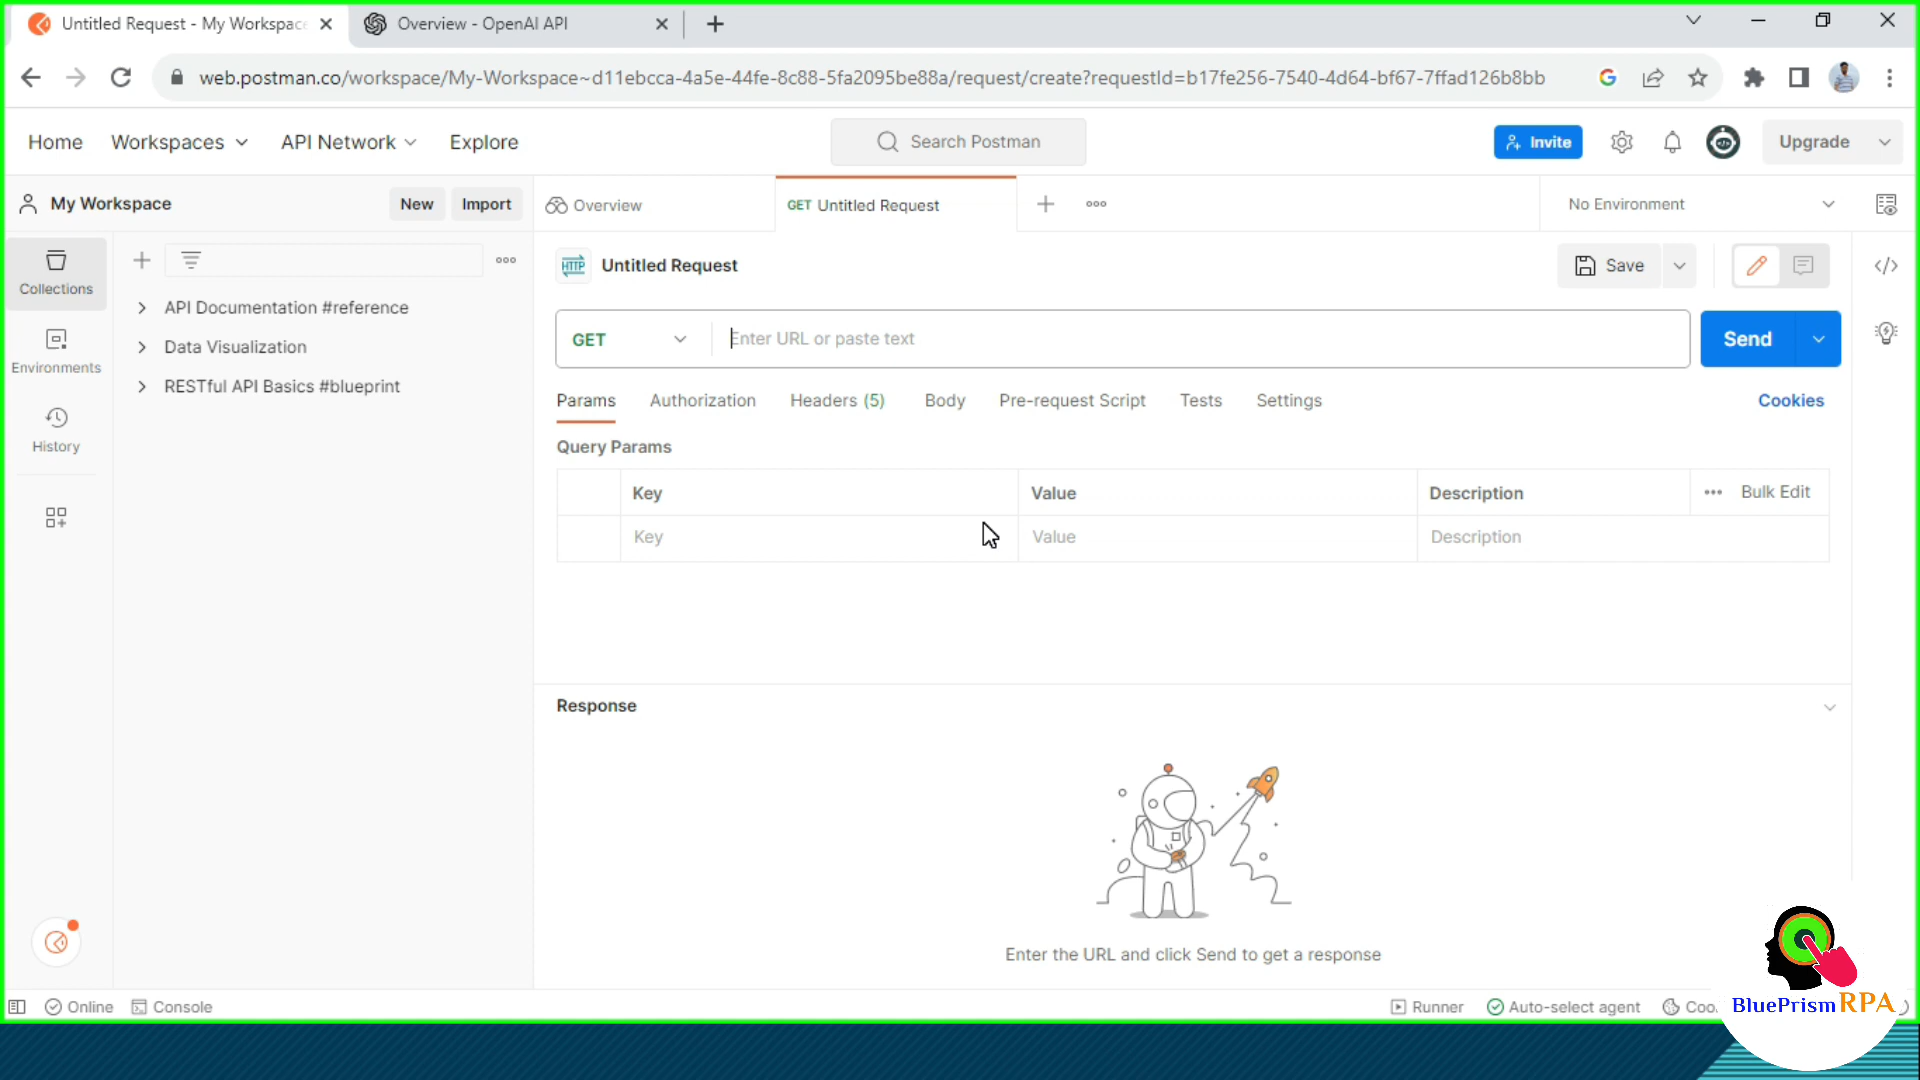 Untitled Request - My Workspace
Overview - OpenAI API
web.postman.co/workspace/My-Workspace~d11ebcca-4a5e-44fe-8c88-5fa2095be88a/request/create?requestId=b17fe256-7540-4d64-bf67-7ffad126b8bb
Home Workspaces API Network Explore
Search Postman
Invite
Upgrade
My Workspace
New Import
Overview
GET Untitled Request
No Environment
Collections
Environments
History
API Documentation #reference
Data Visualization
RESTful API Basics #blueprint
HTTP Untitled Request
Save
GET
Enter URL or paste text
Send
Params Authorization Headers (5) Body Pre-request Script Tests Settings
Cookies
Query Params
Key Value Description Bulk Edit
Key Value Description
Response
Enter the URL and click Send to get a response
Online Console
Runner Auto-select agent Coo
BluePrism RPA